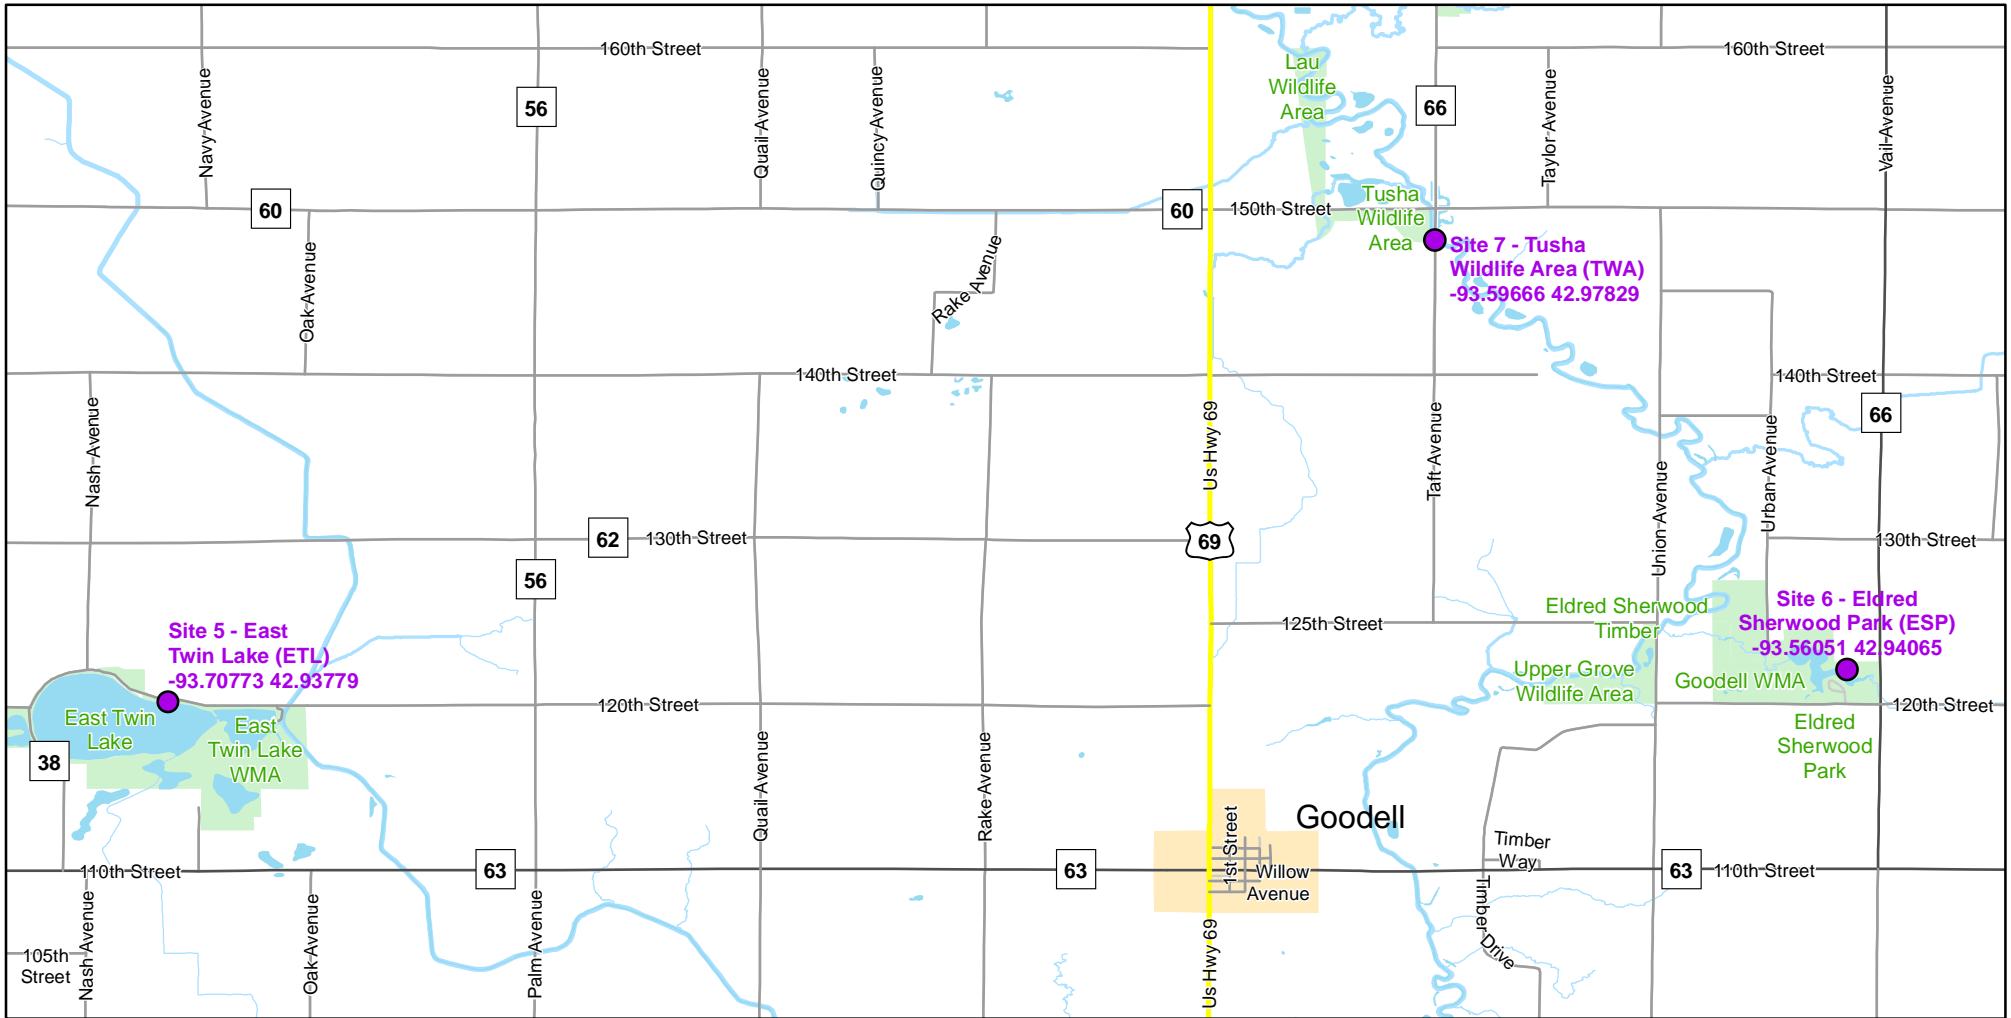 160th Street
160th Street
Lau
Wildlife
Area
56
66
Navy Avenue
Quail Avenue
Quincy Avenue
Taylor Avenue
Vail Avenue
60
60
150th Street
Tusha
Wildlife
Area
Site 7 - Tusha
Wildlife Area (TWA)
-93.59666 42.97829
Oak Avenue
Rake Avenue
140th Street
140th Street
66
Nash Avenue
Us Hwy 69
Taft Avenue
Urban Avenue
Union Avenue
62
130th Street
69
130th Street
56
Site 5 - East
Twin Lake (ETL)
-93.70773 42.93779
125th Street
Eldred Sherwood
Timber
Site 6 - Eldred
Sherwood Park (ESP)
-93.56051 42.94065
Upper Grove
Wildlife Area
Goodell WMA
East Twin
Lake
East
Twin Lake
WMA
120th Street
120th Street
Eldred
Sherwood
Park
38
Quail Avenue
Rake Avenue
1st Street
Goodell
Timber
Way
110th Street
63
63
Willow
Avenue
63
110th Street
Nash Avenue
Oak Avenue
Palm Avenue
Us Hwy 69
Timber Drive
105th
Street